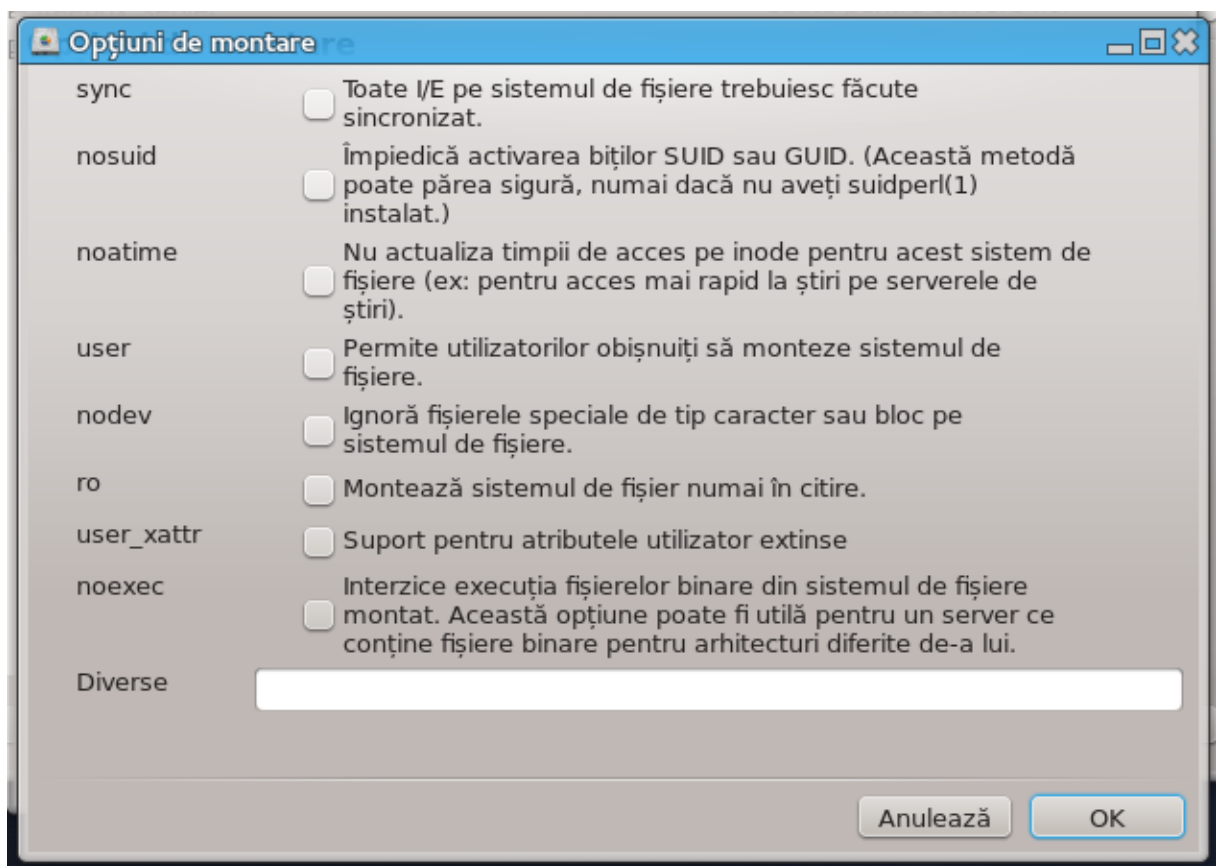 Opțiuni de montare
sync
Toate I/E pe sistemul de fișiere trebuiesc făcute
sincronizat.
nosuid
Împiedică activarea biților SUID sau GUID. (Această metodă
poate părea sigură, numai dacă nu aveți suidperl(1)
instalat.)
noatime
Nu actualiza timpii de acces pe inode pentru acest sistem de
fișiere (ex: pentru acces mai rapid la știri pe serverele de
știri).
user
Permite utilizatorilor obișnuiți să monteze sistemul de
fișiere.
nodev
Ignoră fișierele speciale de tip caracter sau bloc pe
sistemul de fișiere.
ro
Montează sistemul de fișier numai în citire.
user_xattr
Suport pentru atributele utilizator extinse
noexec
Interzice execuția fișierelor binare din sistemul de fișiere
montat. Această opțiune poate fi utilă pentru un server ce
conține fișiere binare pentru arhitecturi diferite de-a lui.
Diverse
Anulează
OK